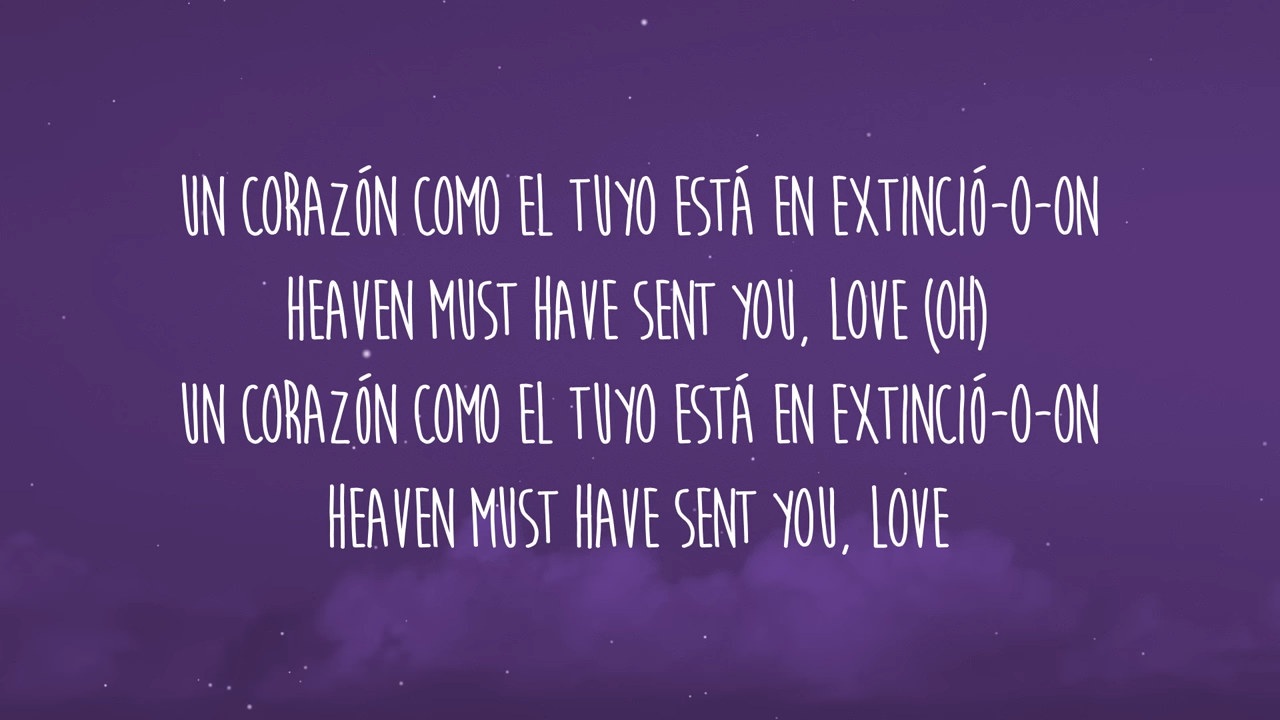 UN CORAZÓN COMO EL TUYO ESTÁ EN EXTINCIÓ-O-ON
HEAVEN MUST HAVE SENT YOU, LOVE (OH)
UN CORAZÓN COMO EL TUYO ESTÁ EN EXTINCIÓ-O-ON
HEAVEN MUST HAVE SENT YOU, LOVE